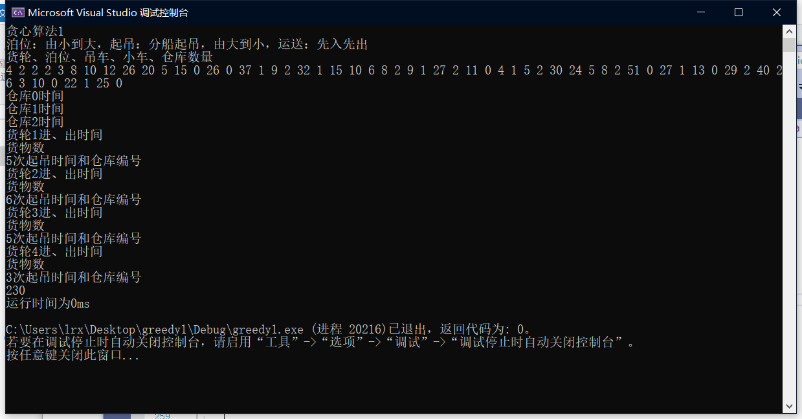 Microsoft Visual Studio 调试控制台
贪心算法1
泊位：由小到大，起吊：分船起吊，由大到小，运送：先入先出
货轮、泊位、吊车、小车、仓库数量
4 2 2 2 3 8 10 12 26 20 5 15 0 26 0 37 1 9 2 32 1 15 10 6 8 2 9 1 27 2 11 0 4 1 5 2 30 24 5 8 2 51 0 27 1 13 0 29 2 40 2
6 3 10 0 22 1 25 0
仓库0时间
仓库1时间
仓库2时间
货轮1进、出时间
货物数
5次起吊时间和仓库编号
货轮2进、出时间
货物数
6次起吊时间和仓库编号
货轮3进、出时间
货物数
5次起吊时间和仓库编号
货轮4进、出时间
货物数
3次起吊时间和仓库编号
230
运行时间为0ms
C:\Users\lrx\Desktop\greedy1\Debug\greedy1.exe (进程 20216)已退出，返回代码为: 0。
若要在调试停止时自动关闭控制台，请启用“工具”->“选项”->“调试”->“调试停止时自动关闭控制台”。
按任意键关闭此窗口...
259